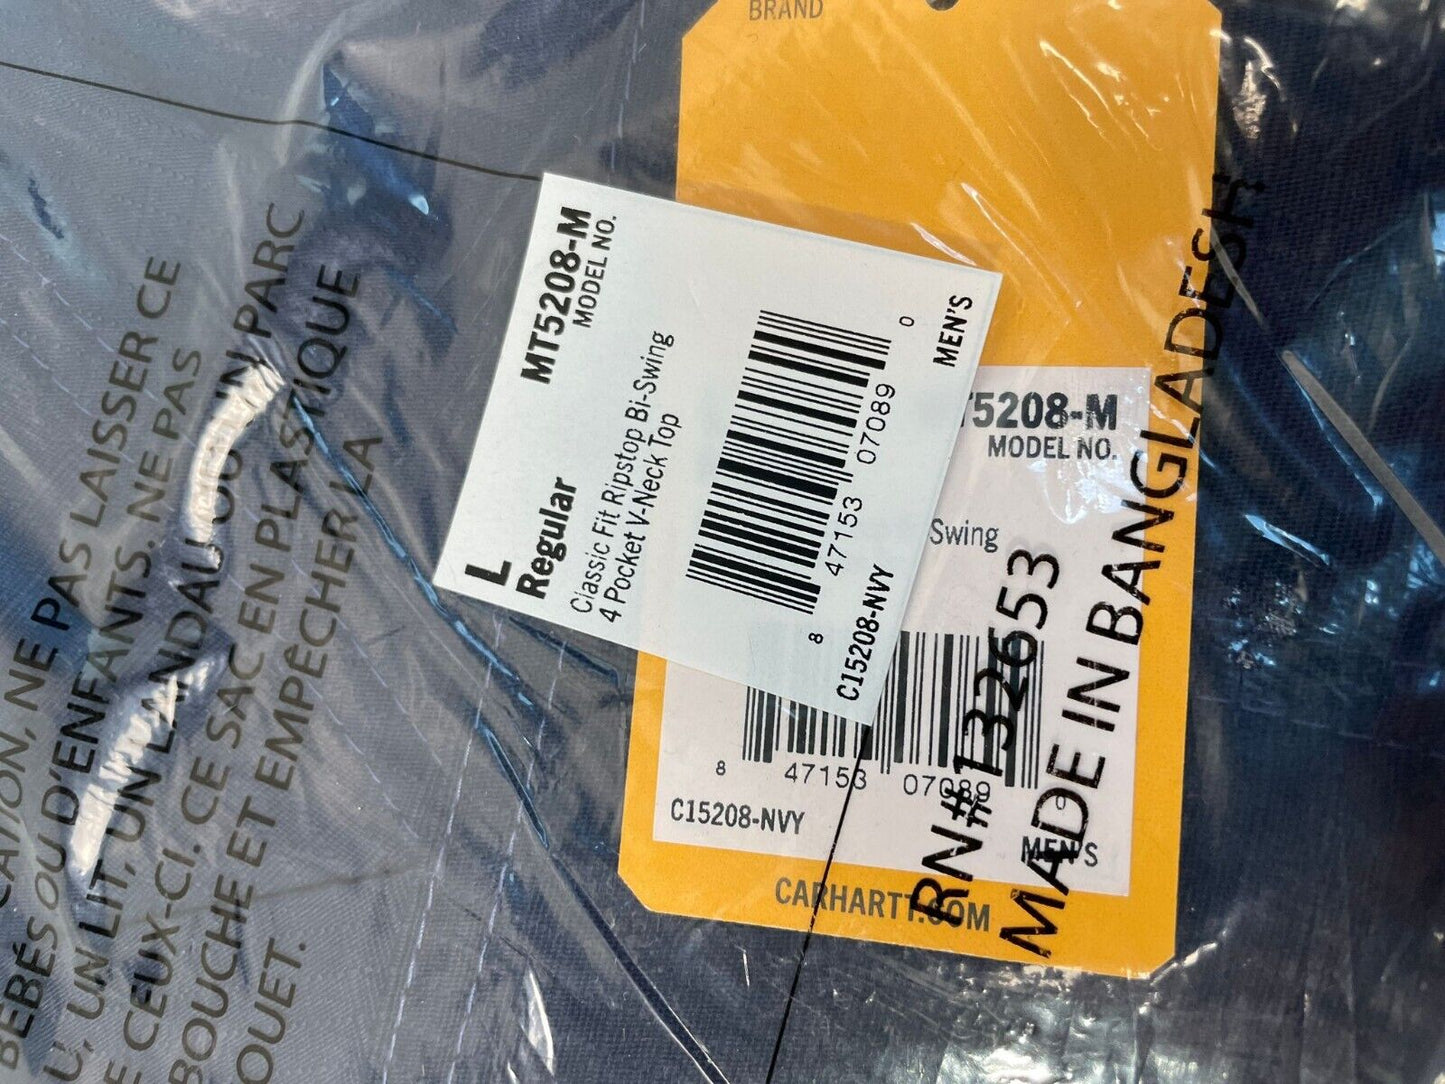 BRAND
MT5208-M
MODEL NO.
L
Regular
Classic Fit Ripstop Bi-Swing
4 Pocket V-Neck Top
8 47153 07089 0
C15208-NVY
MEN'S
T5208-M
MODEL NO.
Swing
8 47153 07089 0
C15208-NVY
MEN'S
CARHARTT.COM
RN#132653
MADE IN BANGLADESH
CATION, NE PAS LAISSER CE
BÉBÉS OU D'ENFANTS. NE PAS
U, UN LIT, UN LANDAU OU UN PARC
E CEUX-CI. CE SAC EN PLASTIQUE
BOUCHE ET EMPÊCHER LA
OUET.